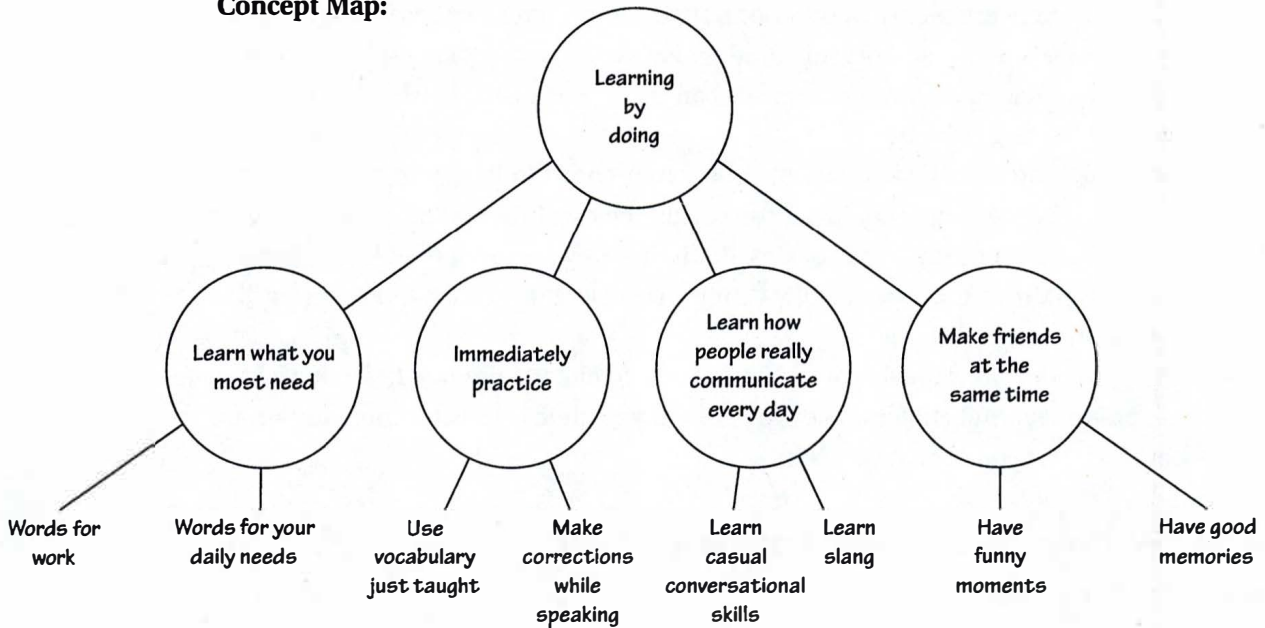 Concept Map:
Learning
by
doing
Learn what you
most need
Immediately
practice
Learn how
people really
communicate
every day
Make friends
at the
same time
Words for
work
Words for your
daily needs
Use
vocabulary
just taught
Make
corrections
while
speaking
Learn
casual
conversational
skills
Learn
slang
Have
funny
moments
Have good
memories